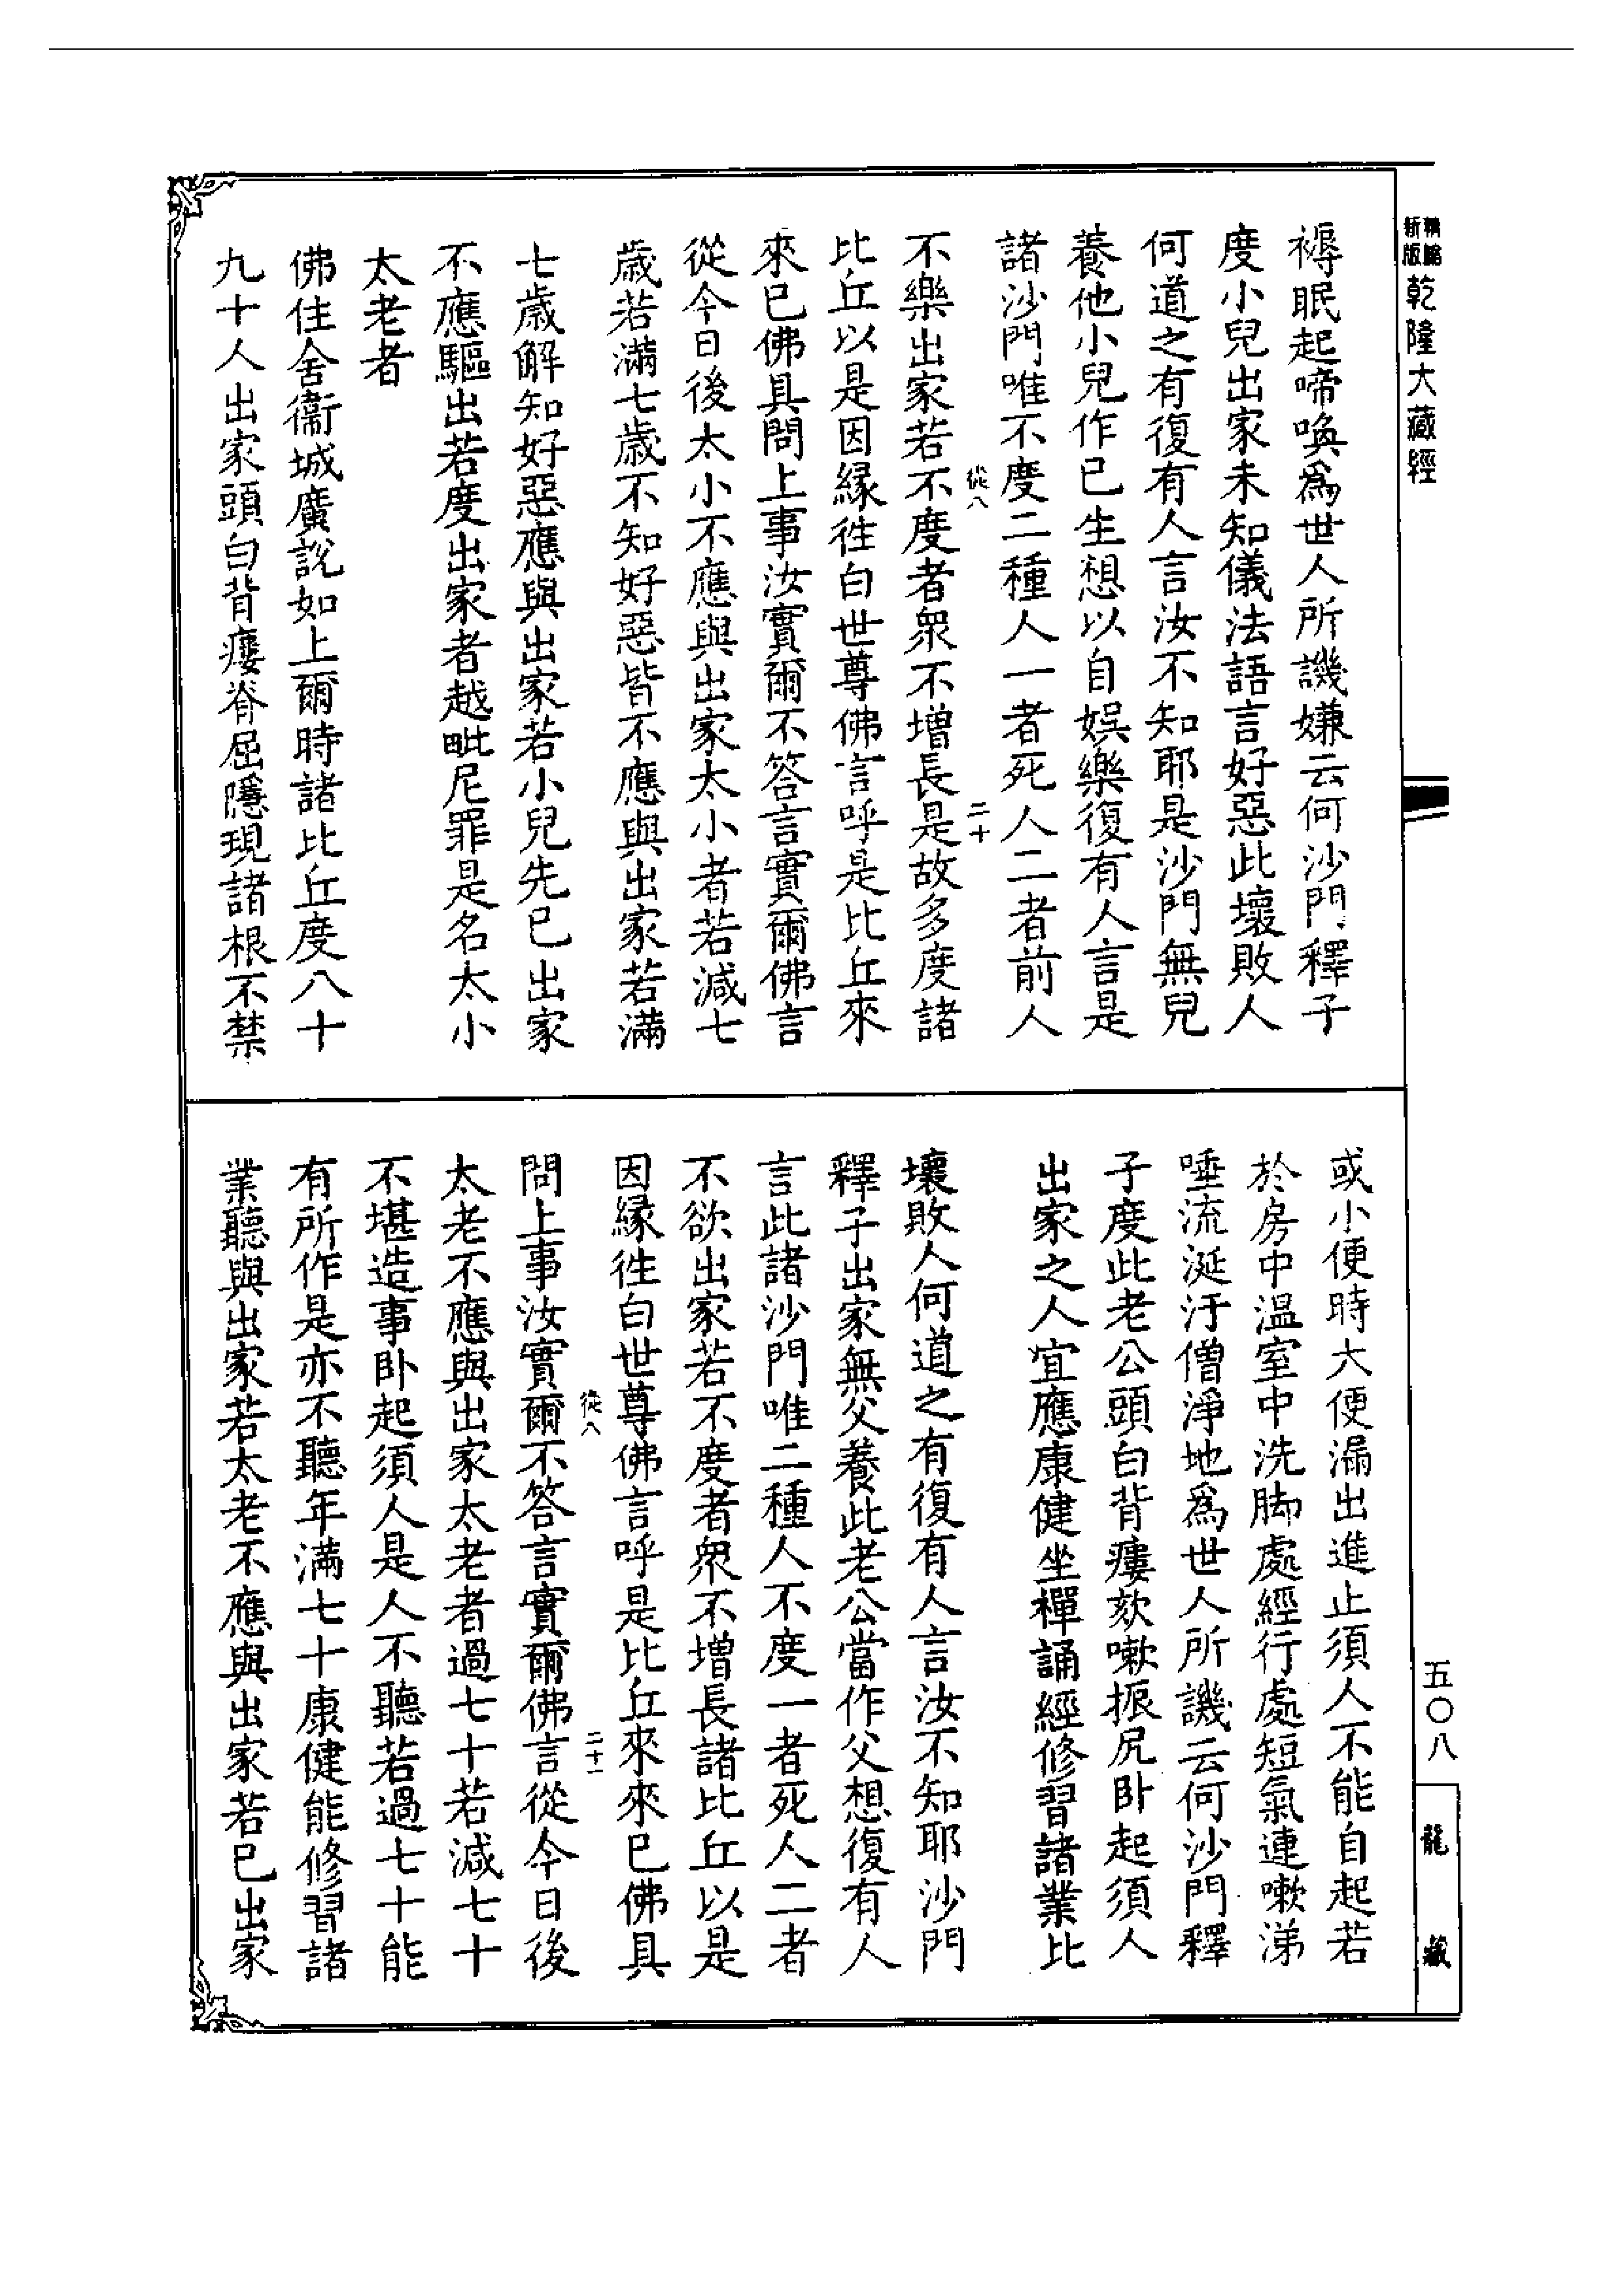 乾隆大藏經
新版
褥眠起啼喚為世人所譏嫌云何沙門釋子
度小兒出家未知儀法語言好惡此壞敗人
何道之有復有人言汝不知耶是沙門無兒
養他小兒作已生想以自娛樂復有人言是
諸沙門唯不度二種人一者死人二者前人
從八
二十
不樂出家若不度者眾不增長是故多度諸
比丘以是因緣往白世尊佛言呼是比丘來
來已佛具問上事汝實爾不答言實爾佛言
從今日後太小不應與出家太小者若減七
歲若滿七歲不知好惡皆不應與出家若滿
七歲解知好惡應與出家若小兒先已出家
不應驅出若度出家者越毗尼罪是名太小
太老者
佛住舍衞城廣說如上爾時諸比丘度八十
九十人出家頭白背瘻脊屈隱現諸根不禁
或小便時大便漏出進止須人不能自起若
於房中溫室中洗脚處經行處短氣連嗽涕
唾流涎汙僧淨地為世人所譏云何沙門釋
子度此老公頭白背瘻欬嗽振尻卧起須人
出家之人宜應康健坐禪誦經修習諸業比
壞敗人何道之有復有人言汝不知耶沙門
釋子出家無父養此老公當作父想復有人
言此諸沙門唯二種人不度一者死人二者
不欲出家若不度者眾不增長諸比丘以是
因緣往白世尊佛言呼是比丘來來已佛具
從八
二十一
問上事汝實爾不答言實爾佛言從今日後
太老不應與出家太老者過七十若減七十
不堪造事卧起須人是人不聽若過七十能
有所作是亦不聽年滿七十康健能修習諸
業聽與出家若太老不應與出家若已出家
五〇八
龍藏